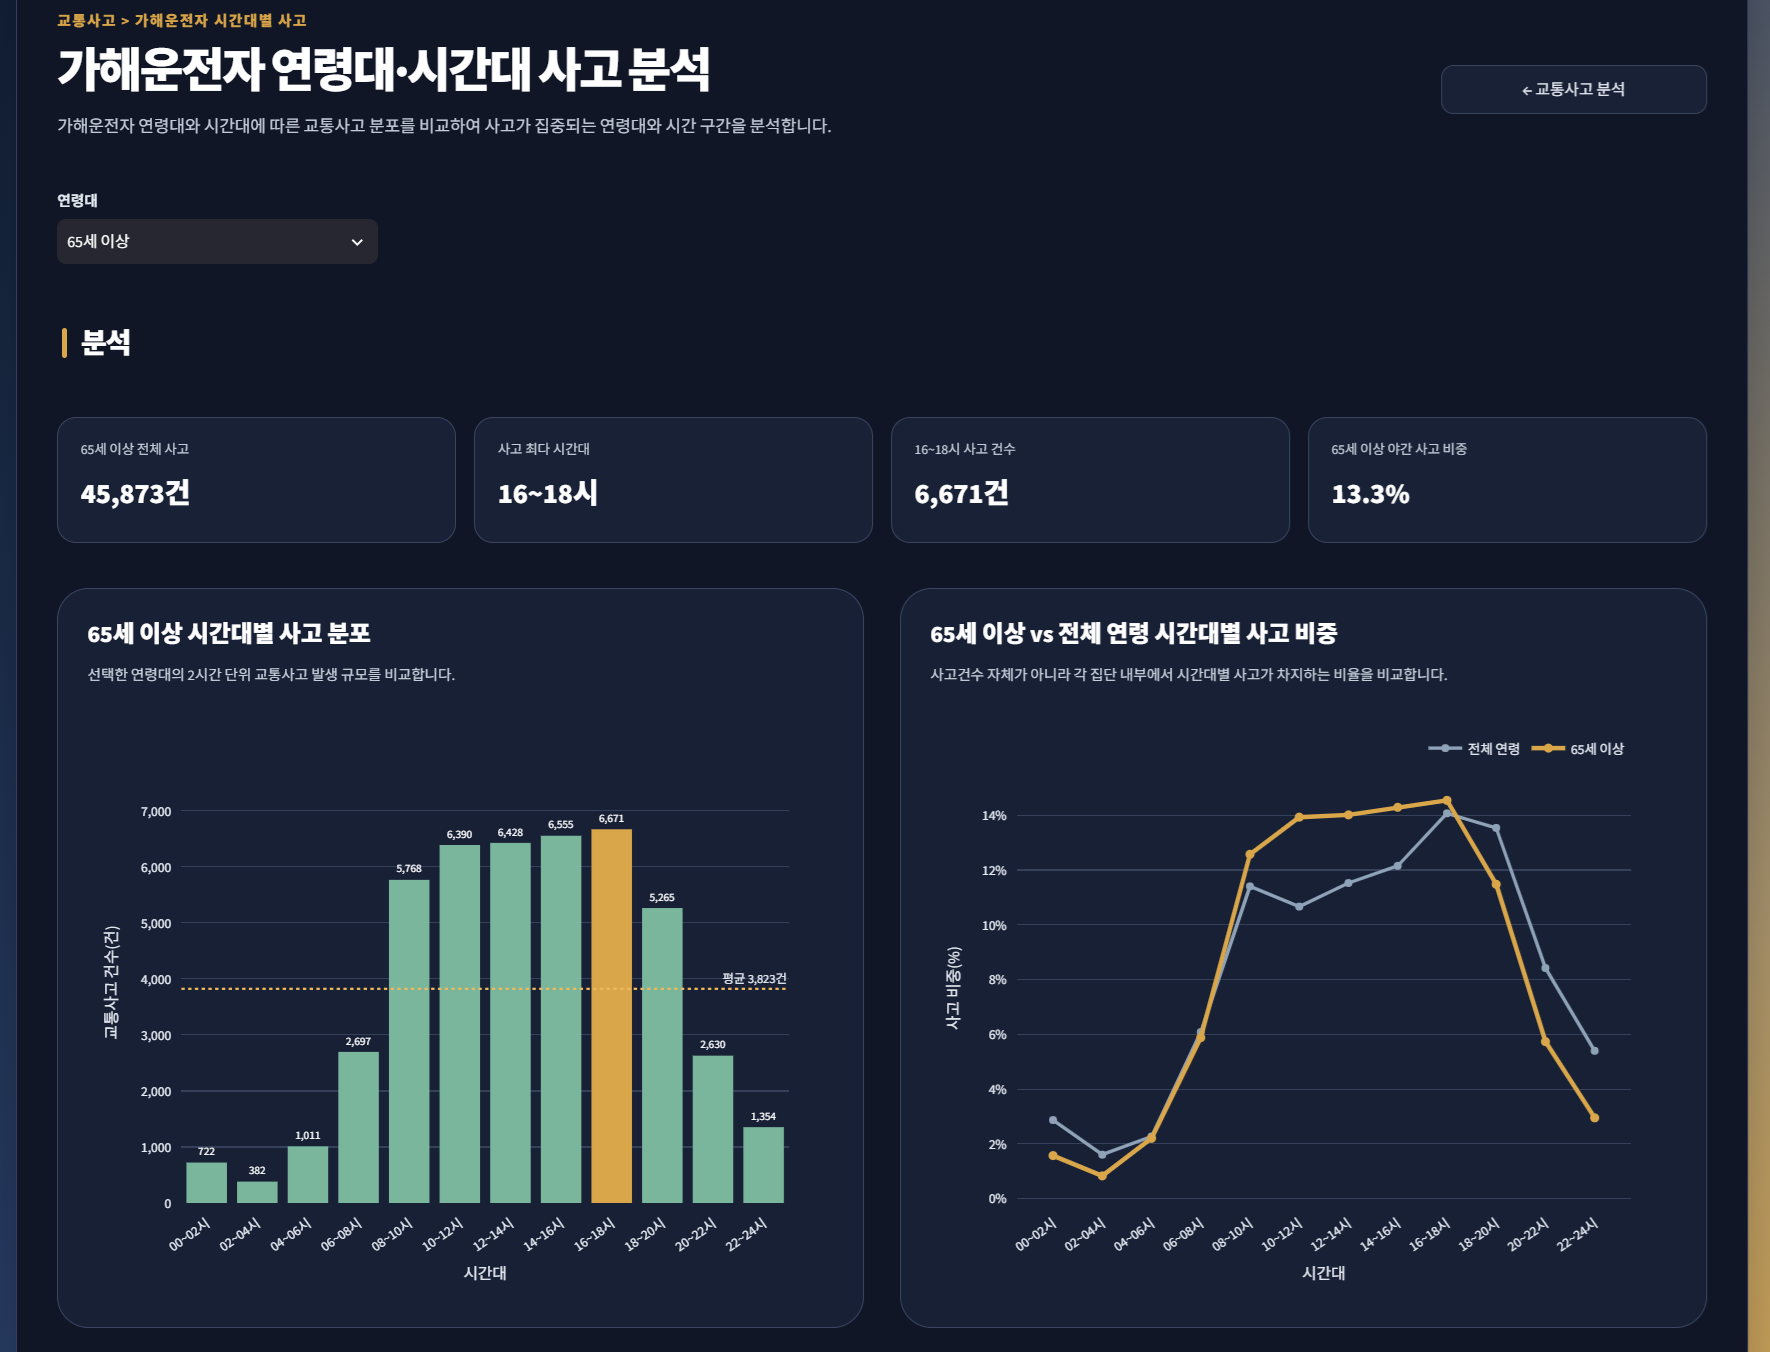 교통사고 > 가해운전자 시간대별 사고
가해운전자 연령대·시간대 사고 분석
← 교통사고 분석
가해운전자 연령대와 시간대에 따른 교통사고 분포를 비교하여 사고가 집중되는 연령대와 시간 구간을 분석합니다.
연령대
65세 이상
분석
65세 이상 전체 사고
45,873건
사고 최다 시간대
16~18시
16~18시 사고 건수
6,671건
65세 이상 야간 사고 비중
13.3%
65세 이상 시간대별 사고 분포
선택한 연령대의 2시간 단위 교통사고 발생 규모를 비교합니다.
교통사고 건수(건)
7,000
6,000
5,000
4,000
3,000
2,000
1,000
0
722
382
1,011
2,697
5,768
6,390
6,428
6,555
6,671
5,265
2,630
1,354
평균 3,823건
00~02시
02~04시
04~06시
06~08시
08~10시
10~12시
12~14시
14~16시
16~18시
18~20시
20~22시
22~24시
시간대
65세 이상 vs 전체 연령 시간대별 사고 비중
사고건수 자체가 아니라 각 집단 내부에서 시간대별 사고가 차지하는 비율을 비교합니다.
전체 연령
65세 이상
사고 비중(%)
14%
12%
10%
8%
6%
4%
2%
0%
00~02시
02~04시
04~06시
06~08시
08~10시
10~12시
12~14시
14~16시
16~18시
18~20시
20~22시
22~24시
시간대